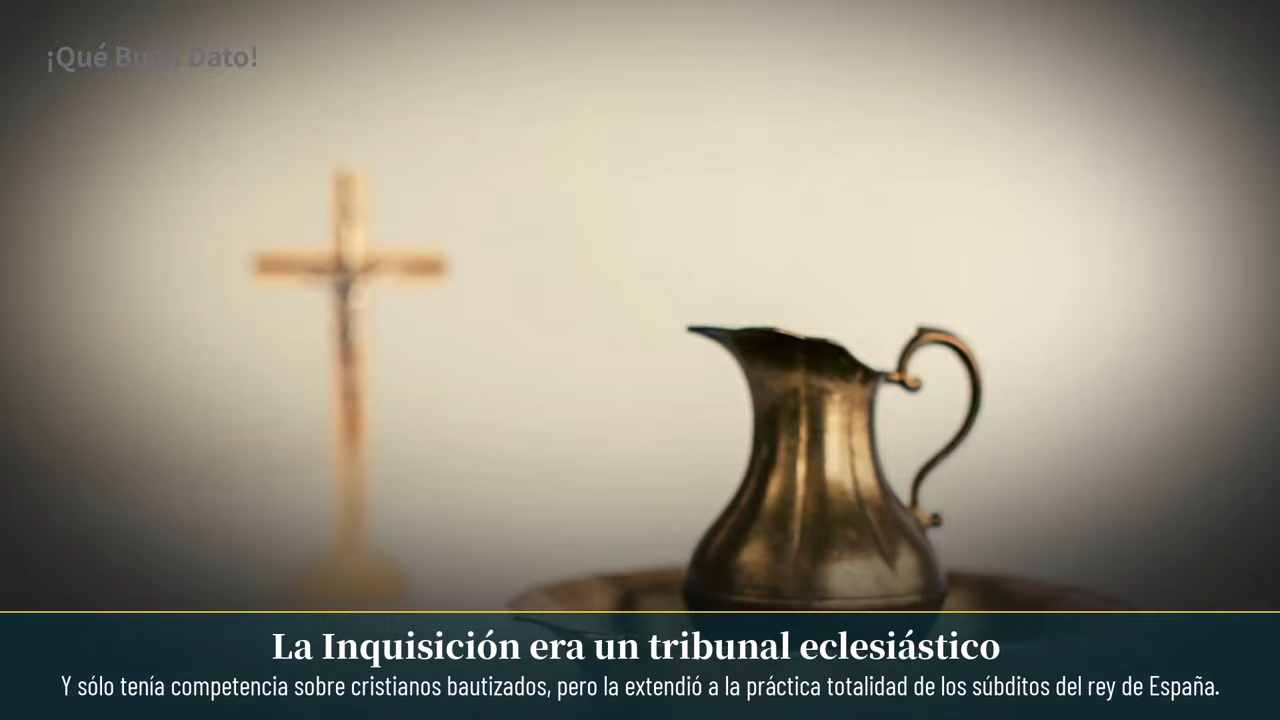 ¡Qué Buen Dato!
La Inquisición era un tribunal eclesiástico
Y sólo tenía competencia sobre cristianos bautizados, pero la extendió a la práctica totalidad de los súbditos del rey de España.